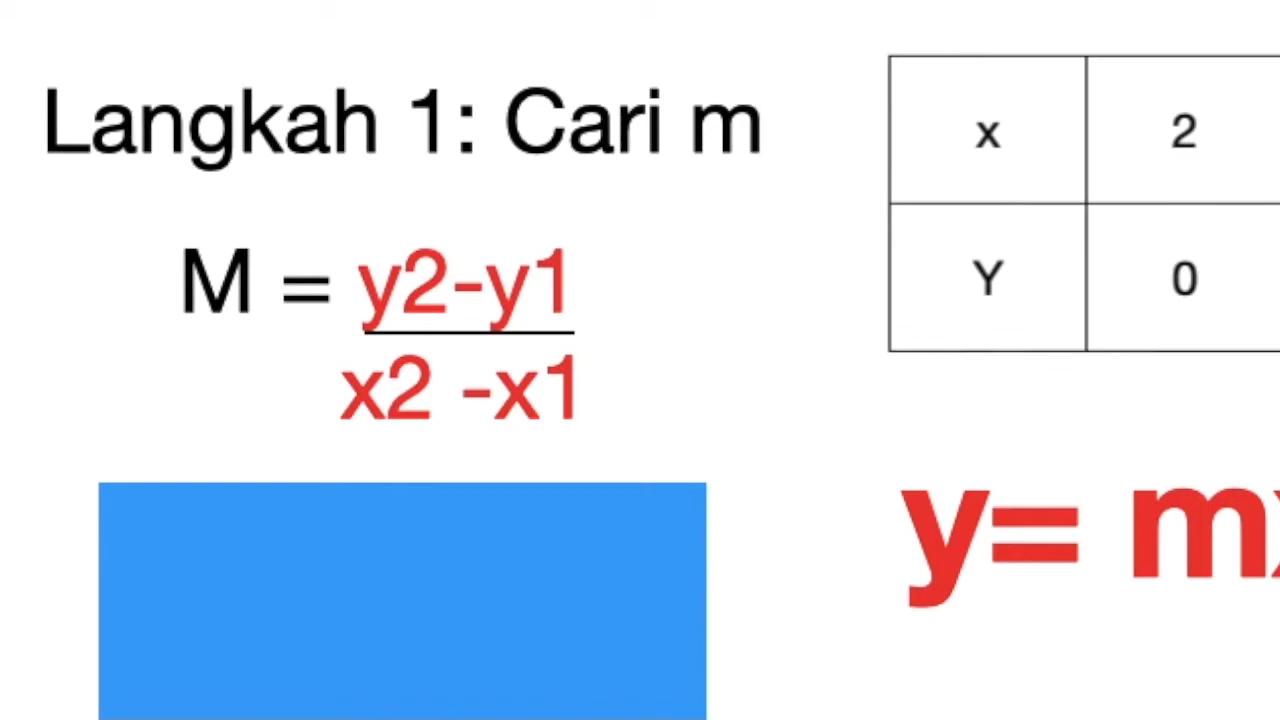 Langkah 1: Cari m
M = y2-y1
x2 -x1
x 2
Y 0
y= m